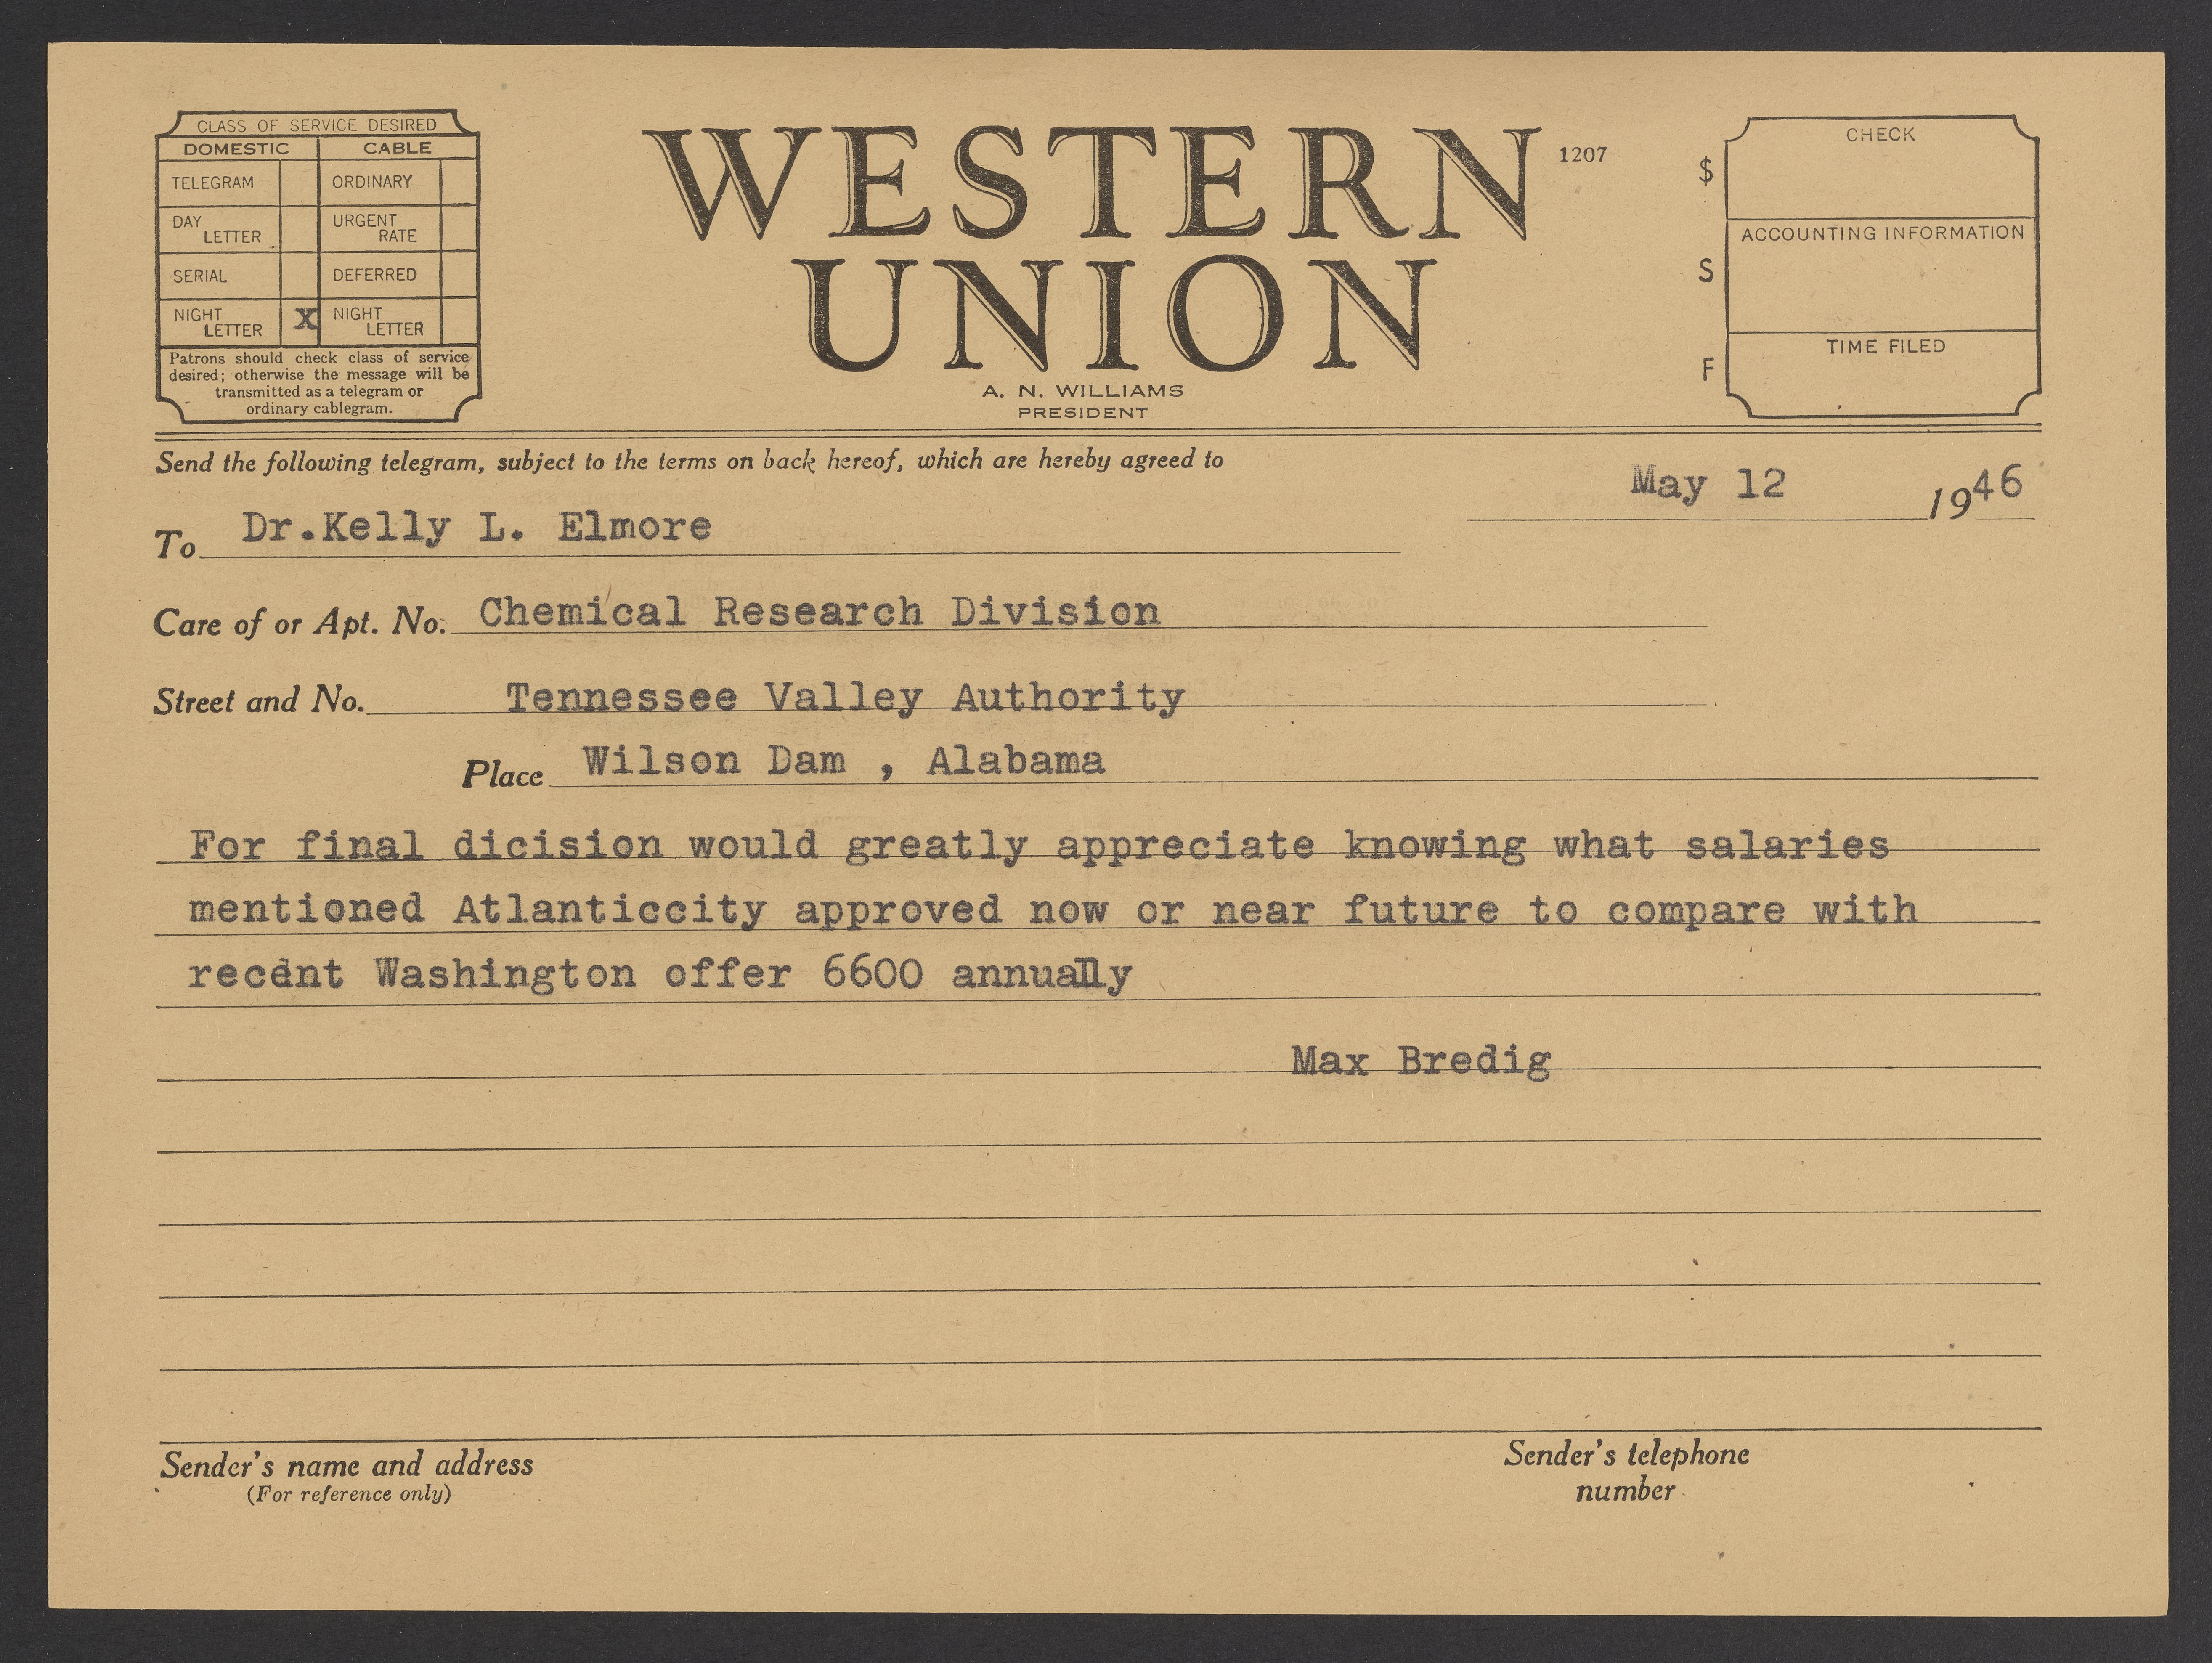 CLASS OF SERVICE DESIRED
DOMESTIC CABLE
TELEGRAM ORDINARY
DAY LETTER URGENT RATE
SERIAL DEFERRED
NIGHT LETTER X NIGHT LETTER
Patrons should check class of service
desired; otherwise the message will be
transmitted as a telegram or
ordinary cablegram.
WESTERN
UNION
1207
A. N. WILLIAMS
PRESIDENT
$ CHECK
S ACCOUNTING INFORMATION
F TIME FILED
Send the following telegram, subject to the terms on back hereof, which are hereby agreed to
May 12 1946
To Dr.Kelly L. Elmore
Care of or Apt. No. Chemical Research Division
Street and No. Tennessee Valley Authority
Place Wilson Dam , Alabama
For final dicision would greatly appreciate knowing what salaries
mentioned Atlanticcity approved now or near future to compare with
recent Washington offer 6600 annually
Max Bredig
Sender's name and address
(For reference only)
Sender's telephone
number